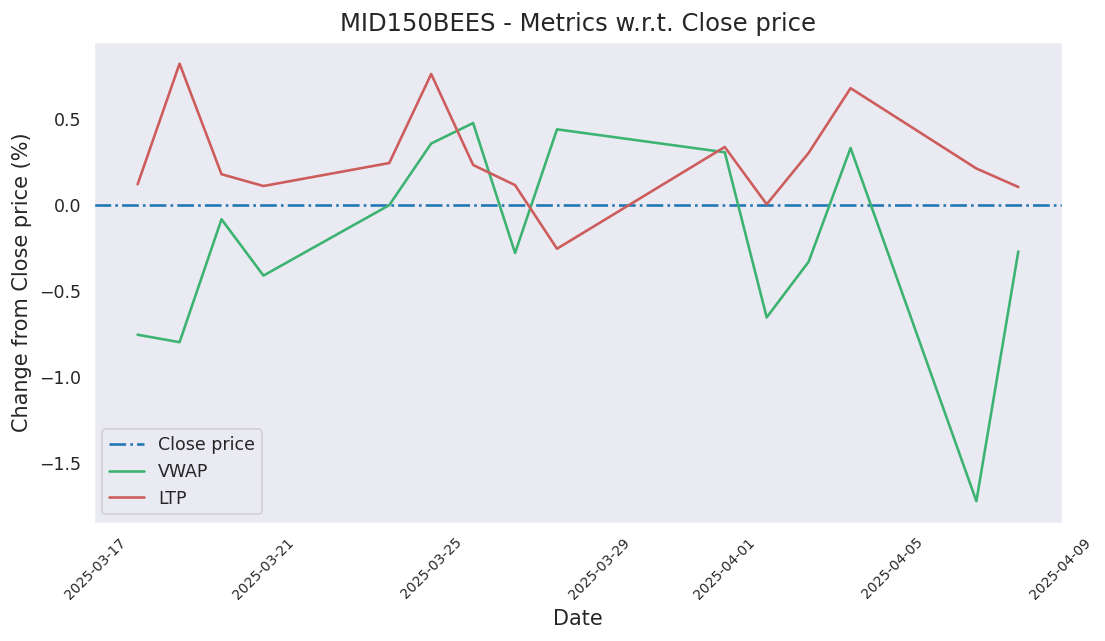 MID150BEES - Metrics w.r.t. Close price
Change from Close price (%)
0.5
0.0
−0.5
−1.0
−1.5
Close price
VWAP
LTP
2025-03-17
2025-03-21
2025-03-25
2025-03-29
2025-04-01
2025-04-05
2025-04-09
Date